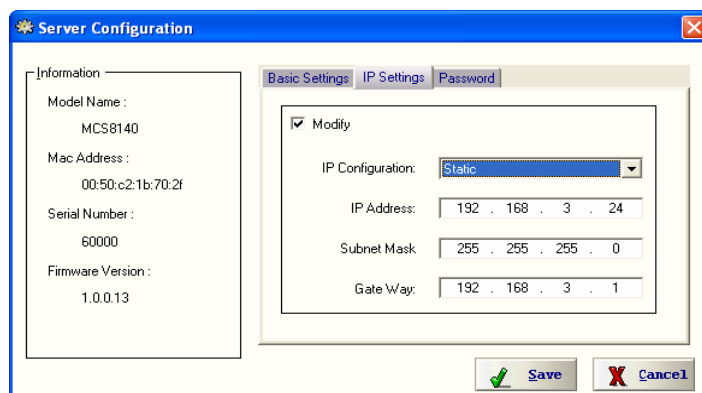 Server Configuration
Information
Model Name :
MCS8140
Mac Address :
00:50:c2:1b:70:2f
Serial Number :
60000
Firmware Version :
1.0.0.13
Basic Settings IP Settings Password
Modify
IP Configuration: Static
IP Address: 192 . 168 . 3 . 24
Subnet Mask 255 . 255 . 255 . 0
Gate Way: 192 . 168 . 3 . 1
Save Cancel